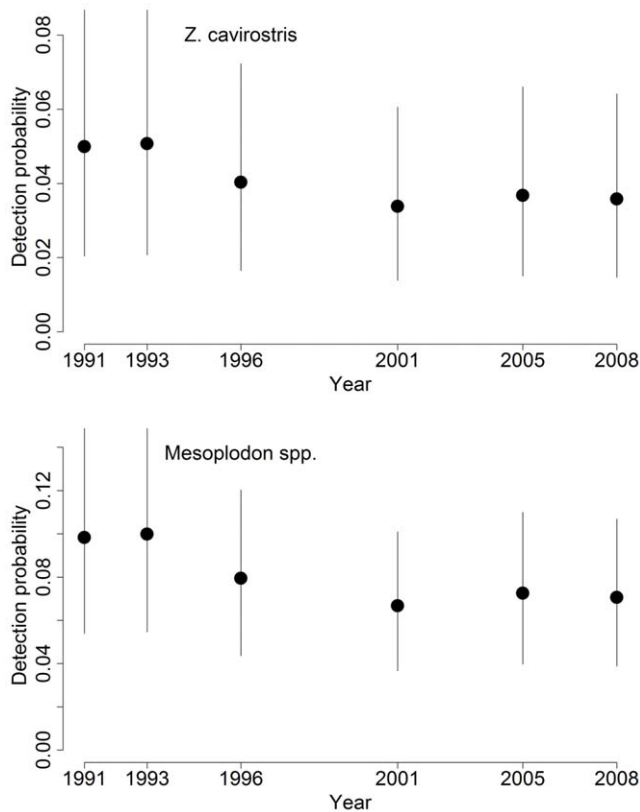 Z. cavirostris
Detection probability
0.08
0.06
0.04
0.02
0.00
1991 1993 1996 2001 2005 2008
Year
Mesoplodon spp.
Detection probability
0.12
0.08
0.04
0.00
1991 1993 1996 2001 2005 2008
Year